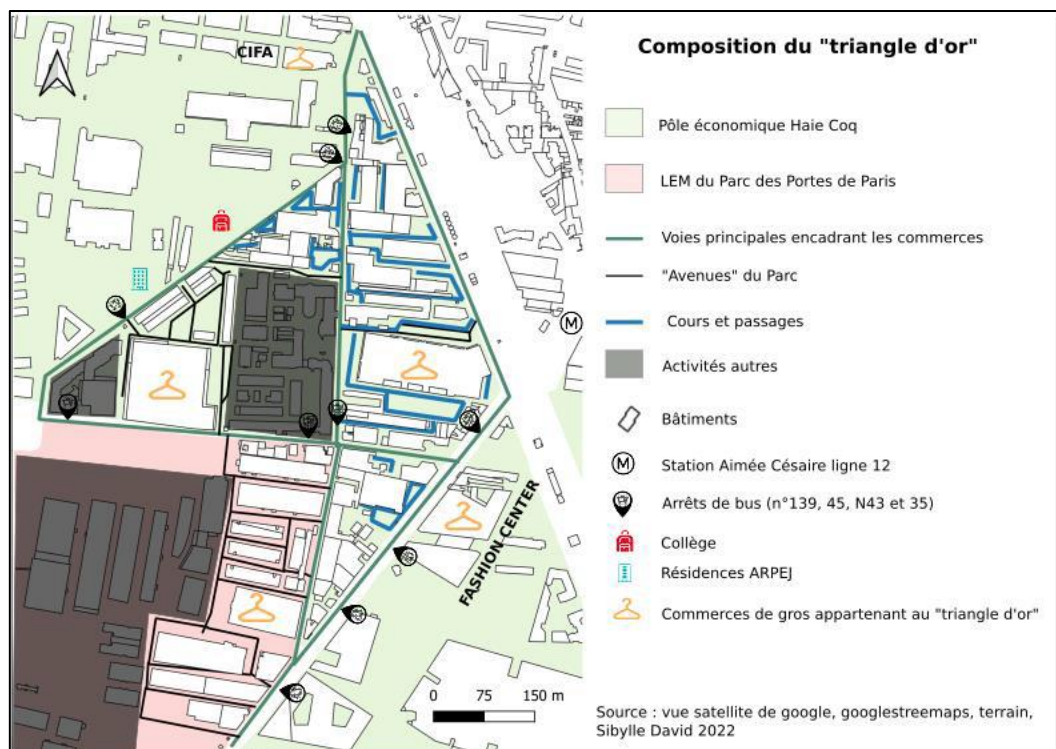 CIFA
FASHION CENTER
0 75 150 m
Composition du "triangle d'or"
Pôle économique Haie Coq
LEM du Parc des Portes de Paris
Voies principales encadrant les commerces
"Avenues" du Parc
Cours et passages
Activités autres
Bâtiments
M
M
Station Aimée Césaire ligne 12
Arrêts de bus (n°139, 45, N43 et 35)
Collège
Résidences ARPEJ
Commerces de gros appartenant au "triangle d'or"
Source : vue satellite de google, googlestreemaps, terrain,
Sibylle David 2022